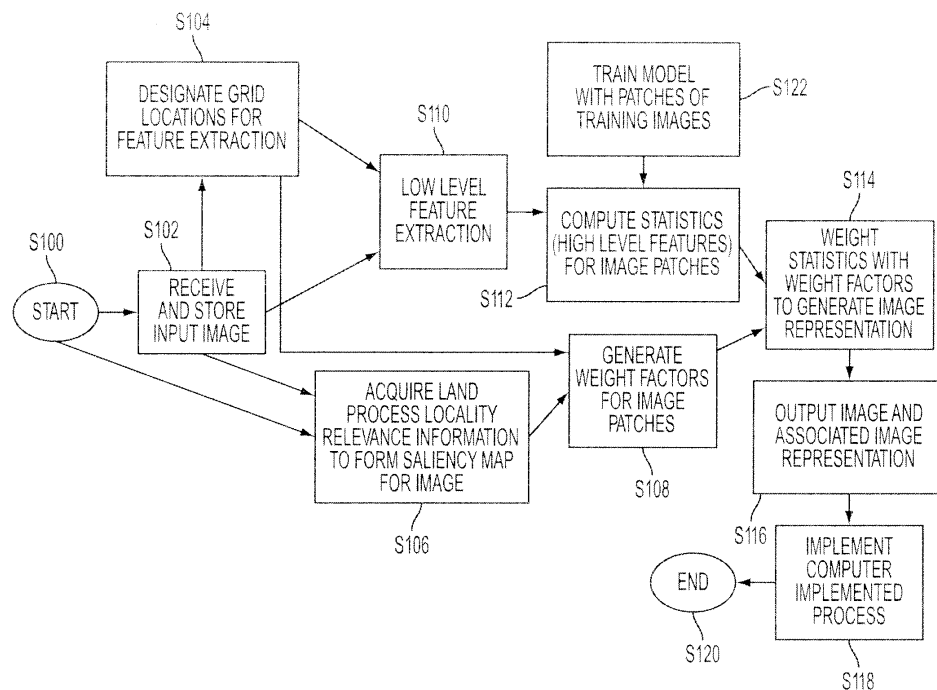 S104
DESIGNATE GRID
LOCATIONS FOR
FEATURE EXTRACTION
S110
LOW LEVEL
FEATURE
EXTRACTION
TRAIN MODEL
WITH PATCHES OF
TRAINING IMAGES
S122
COMPUTE STATISTICS
(HIGH LEVEL FEATURES)
FOR IMAGE PATCHES
S112
S114
WEIGHT
STATISTICS WITH
WEIGHT FACTORS
TO GENERATE IMAGE
REPRESENTATION
S100
START
S102
RECEIVE
AND STORE
INPUT IMAGE
ACQUIRE LAND
PROCESS LOCALITY
RELEVANCE INFORMATION
TO FORM SALIENCY MAP
FOR IMAGE
S106
GENERATE
WEIGHT FACTORS
FOR IMAGE
PATCHES
S108
OUTPUT IMAGE AND
ASSOCIATED IMAGE
REPRESENTATION
S116
IMPLEMENT
COMPUTER
IMPLEMENTED
PROCESS
S118
END
S120